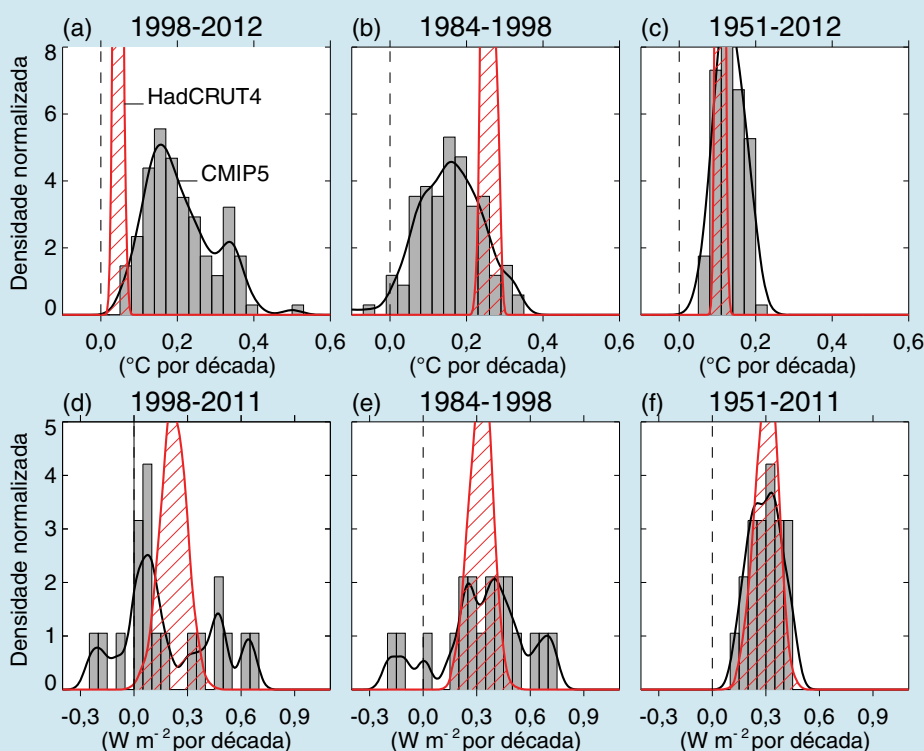 (a) 1998-2012
(b) 1984-1998
(c) 1951-2012
Densidade normalizada
8
6
4
2
0
HadCRUT4
CMIP5
0,0 0,2 0,4 0,6
0,0 0,2 0,4 0,6
0,0 0,2 0,4 0,6
(°C por década)
(°C por década)
(°C por década)
(d) 1998-2011
(e) 1984-1998
(f) 1951-2011
Densidade normalizada
5
4
3
2
1
0
-0,3 0,0 0,3 0,6 0,9
-0,3 0,0 0,3 0,6 0,9
-0,3 0,0 0,3 0,6 0,9
(W m⁻² por década)
(W m⁻² por década)
(W m⁻² por década)